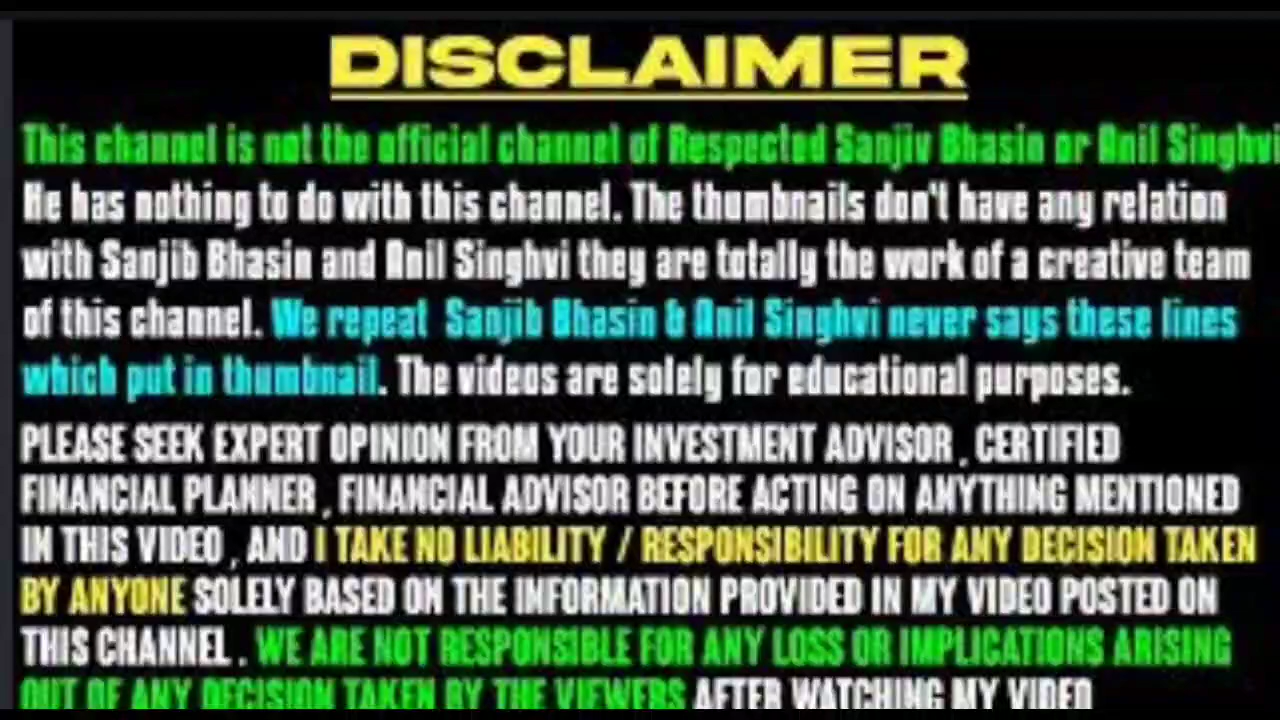 DISCLAIMER
This channel is not the official channel of Respected Sanjiv Bhasin or Anil Singhvi
He has nothing to do with this channel. The thumbnails don't have any relation
with Sanjib Bhasin and Anil Singhvi they are totally the work of a creative team
of this channel. We repeat Sanjib Bhasin & Anil Singhvi never says these lines
which put in thumbnail. The videos are solely for educational purposes.
PLEASE SEEK EXPERT OPINION FROM YOUR INVESTMENT ADVISOR , CERTIFIED
FINANCIAL PLANNER , FINANCIAL ADVISOR BEFORE ACTING ON ANYTHING MENTIONED
IN THIS VIDEO , AND I TAKE NO LIABILITY / RESPONSIBILITY FOR ANY DECISION TAKEN
BY ANYONE SOLELY BASED ON THE INFORMATION PROVIDED IN MY VIDEO POSTED ON
THIS CHANNEL . WE ARE NOT RESPONSIBLE FOR ANY LOSS OR IMPLICATIONS ARISING
OUT OF ANY DECISION TAKEN BY THE VIEWERS AFTER WATCHING MY VIDEO